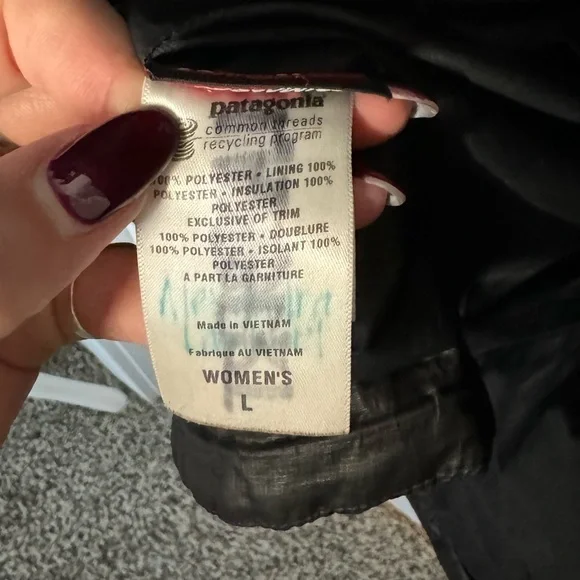 patagonia
common threads
recycling program
100% POLYESTER • LINING 100%
POLYESTER • INSULATION 100%
POLYESTER
EXCLUSIVE OF TRIM
100% POLYESTER • DOUBLURE
100% POLYESTER • ISOLANT 100%
POLYESTER
A PART LA GARNITURE
Made in VIETNAM
Fabrique AU VIETNAM
WOMEN'S
L